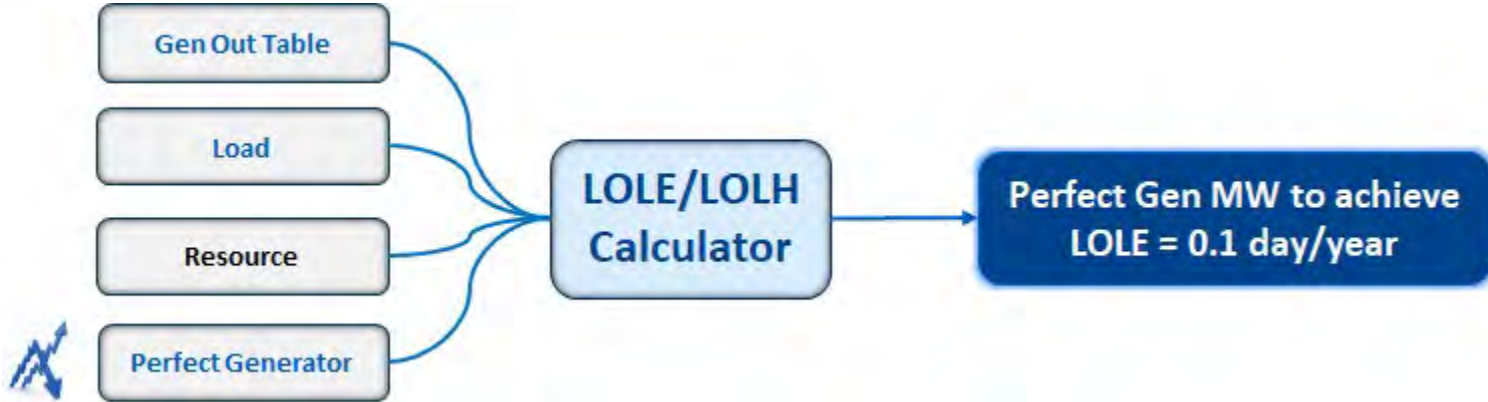 Gen Out Table
Load
Resource
Perfect Generator
LOLE/LOLH
Calculator
Perfect Gen MW to achieve
LOLE = 0.1 day/year